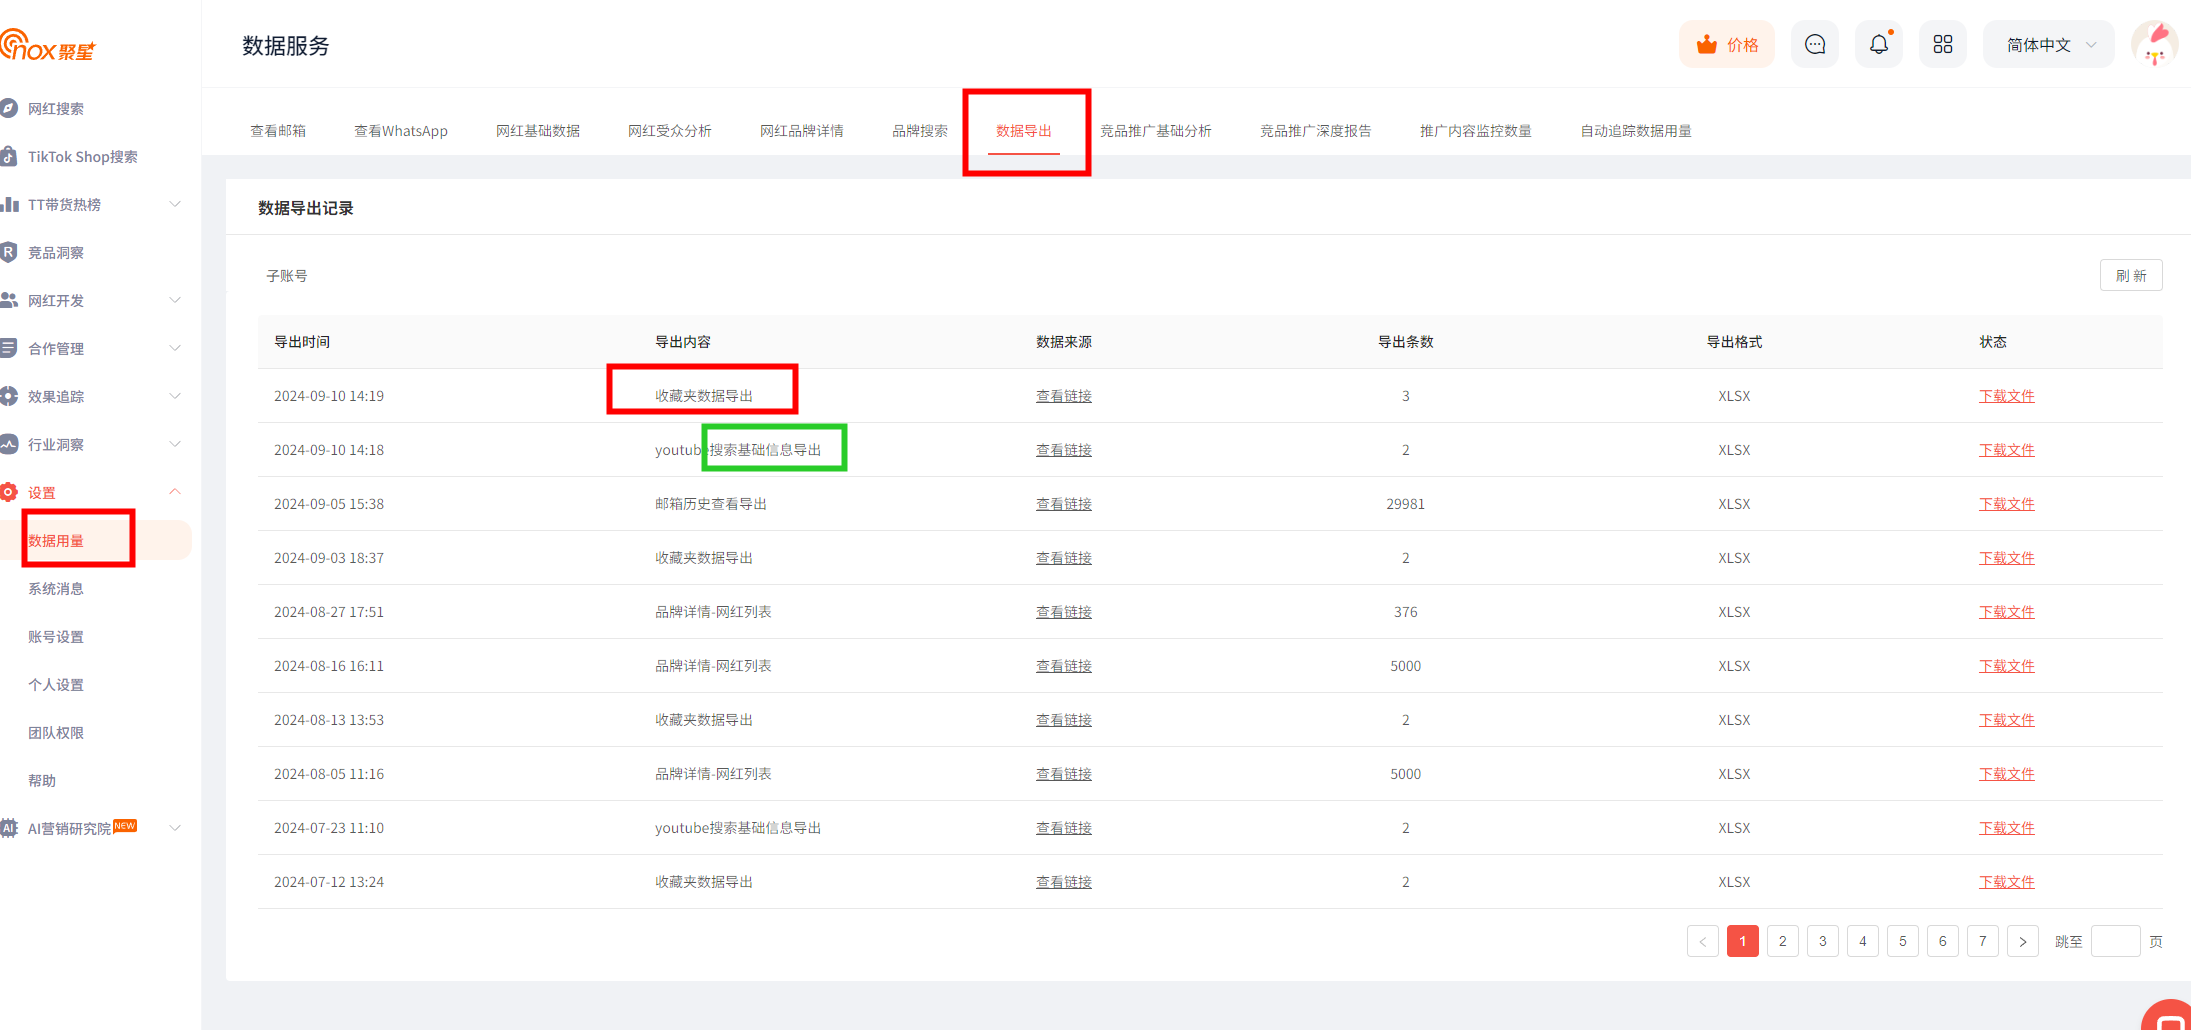 nox聚星
数据服务
价格
简体中文
网红搜索
TikTok Shop搜索
TT带货热榜
R 竞品洞察
网红开发
合作管理
效果追踪
行业洞察
设置
数据用量
系统消息
账号设置
个人设置
团队权限
帮助
AI AI营销研究院 NEW
查看邮箱 查看WhatsApp 网红基础数据 网红受众分析 网红品牌详情 品牌搜索 数据导出 竞品推广基础分析 竞品推广深度报告 推广内容监控数量 自动追踪数据用量
数据导出记录
子账号 刷 新
导出时间 导出内容 数据来源 导出条数 导出格式 状态
2024-09-10 14:19 收藏夹数据导出 查看链接 3 XLSX 下载文件
2024-09-10 14:18 youtube搜索基础信息导出 查看链接 2 XLSX 下载文件
2024-09-05 15:38 邮箱历史查看导出 查看链接 29981 XLSX 下载文件
2024-09-03 18:37 收藏夹数据导出 查看链接 2 XLSX 下载文件
2024-08-27 17:51 品牌详情-网红列表 查看链接 376 XLSX 下载文件
2024-08-16 16:11 品牌详情-网红列表 查看链接 5000 XLSX 下载文件
2024-08-13 13:53 收藏夹数据导出 查看链接 2 XLSX 下载文件
2024-08-05 11:16 品牌详情-网红列表 查看链接 5000 XLSX 下载文件
2024-07-23 11:10 youtube搜索基础信息导出 查看链接 2 XLSX 下载文件
2024-07-12 13:24 收藏夹数据导出 查看链接 2 XLSX 下载文件
< 1 2 3 4 5 6 7 > 跳至 页